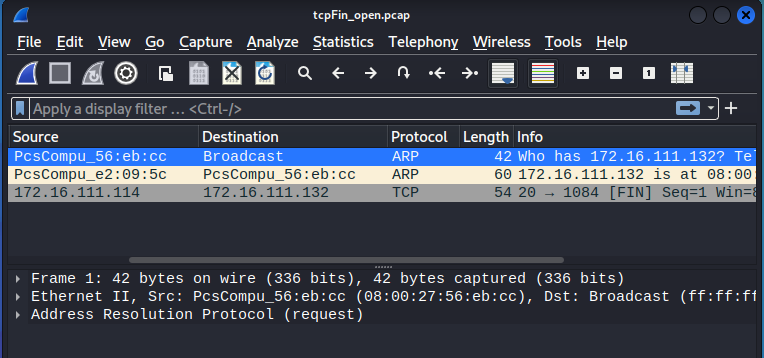 tcpFin_open.pcap
File Edit View Go Capture Analyze Statistics Telephony Wireless Tools Help
Apply a display filter … <Ctrl-/>
Source Destination Protocol Length Info
PcsCompu_56:eb:cc Broadcast ARP 42 Who has 172.16.111.132? Tel
PcsCompu_e2:09:5c PcsCompu_56:eb:cc ARP 60 172.16.111.132 is at 08:00:
172.16.111.114 172.16.111.132 TCP 54 20 → 1084 [FIN] Seq=1 Win=8
Frame 1: 42 bytes on wire (336 bits), 42 bytes captured (336 bits)
Ethernet II, Src: PcsCompu_56:eb:cc (08:00:27:56:eb:cc), Dst: Broadcast (ff:ff:ff
Address Resolution Protocol (request)